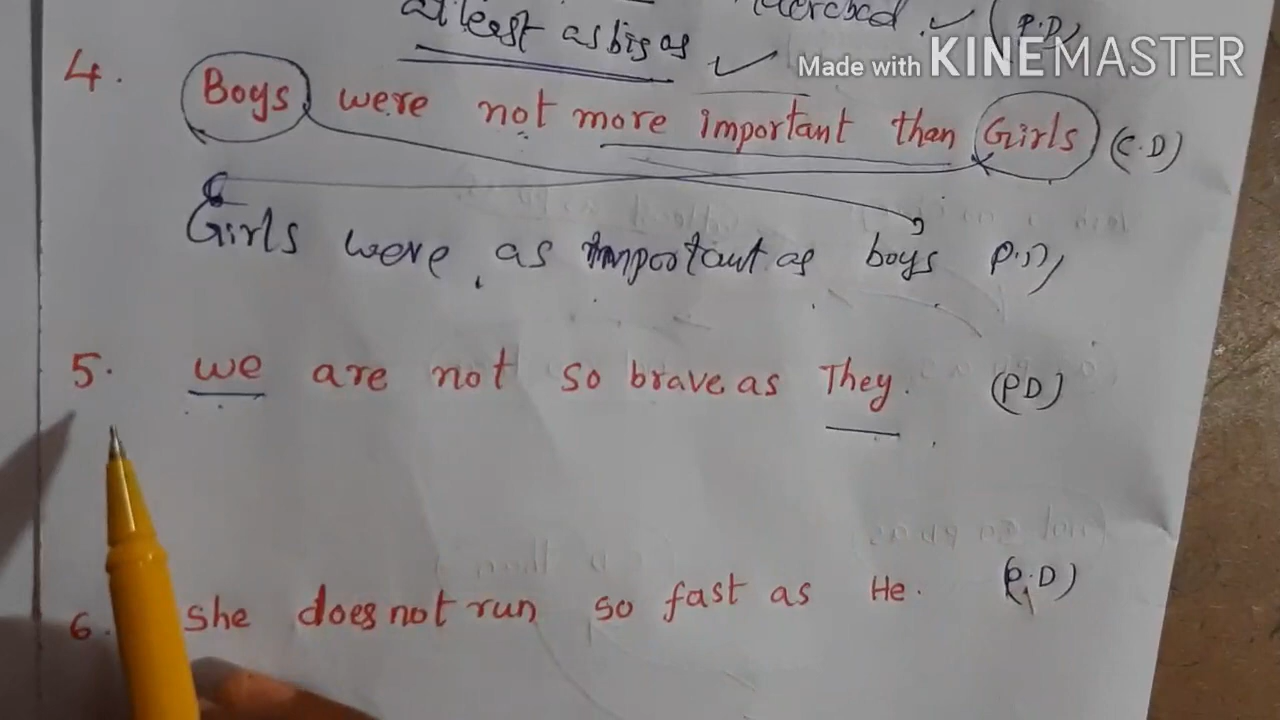 at least as big as ✓ ✓ (P.D)
Made with KINEMASTER
4. Boys were not more important than Girls (C.D)
Girls were as important as boys P.D
5. we are not so brave as They. (PD)
6. She does not run so fast as He. (P.D)